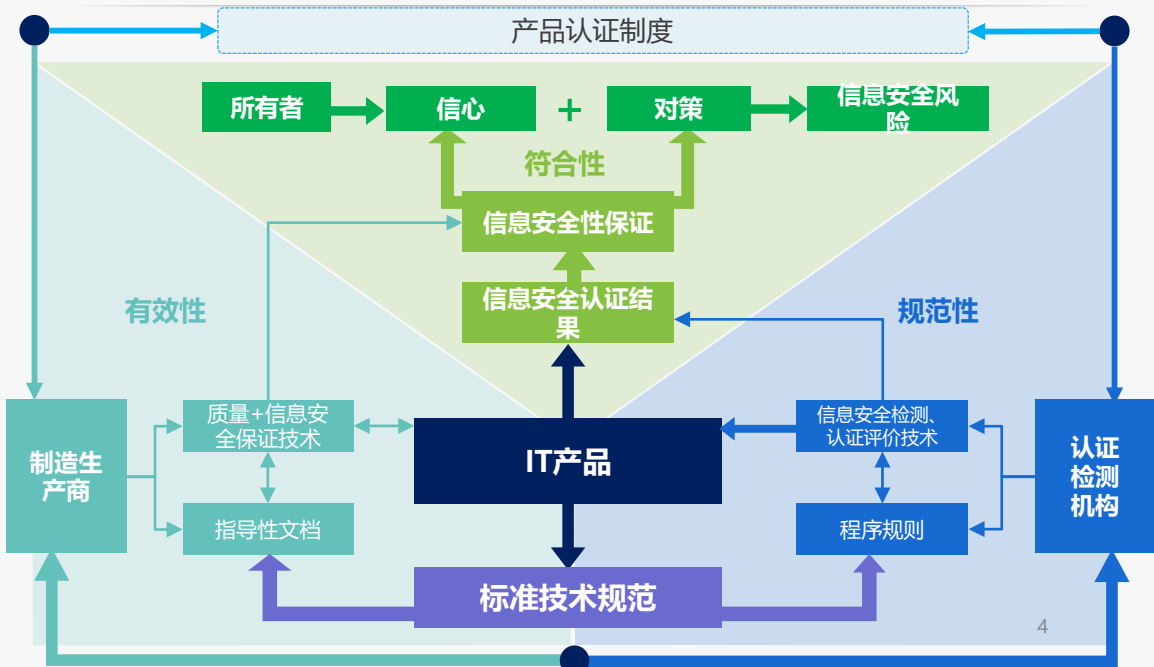 产品认证制度
所有者
信心
+
对策
信息安全风
险
符合性
信息安全性保证
信息安全认证结
果
有效性
规范性
质量+信息安
全保证技术
信息安全检测、
认证评价技术
制造生
产商
IT产品
认证
检测
机构
指导性文档
程序规则
标准技术规范
4